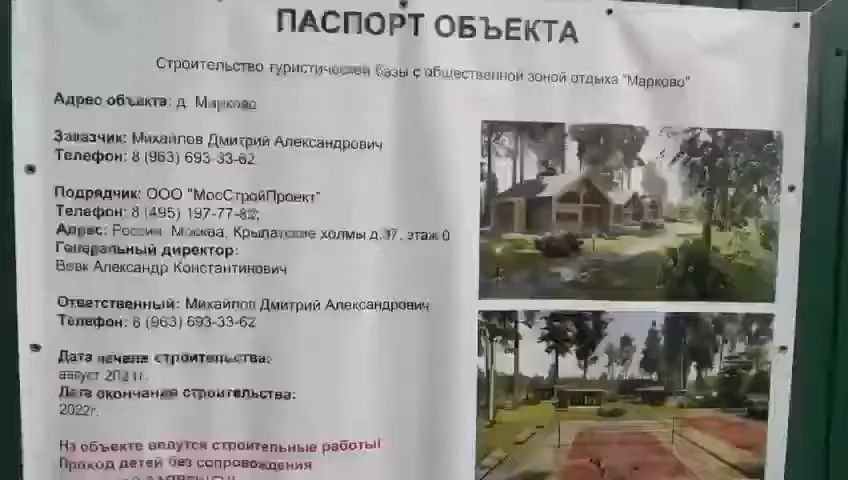 ПАСПОРТ ОБЪЕКТА
Строительство туристической базы с общественной зоной отдыха "Марково"
Адрес объекта: д. Марково
Заказчик: Михайлов Дмитрий Александрович
Телефон: 8 (963) 693-33-62
Подрядчик: ООО "МосСтройПроект"
Телефон: 8 (495) 197-77-82;
Адрес: Россия, Москва, Крылатские холмы д.37, этаж 0
Генеральный директор:
Вовк Александр Константинович
Ответственный: Михайлов Дмитрий Александрович
Телефон: 8 (963) 693-33-62
Дата начала строительства:
август 2021г.
Дата окончания строительства:
2022г.
На объекте ведутся строительные работы!
Проход детей без сопровождения